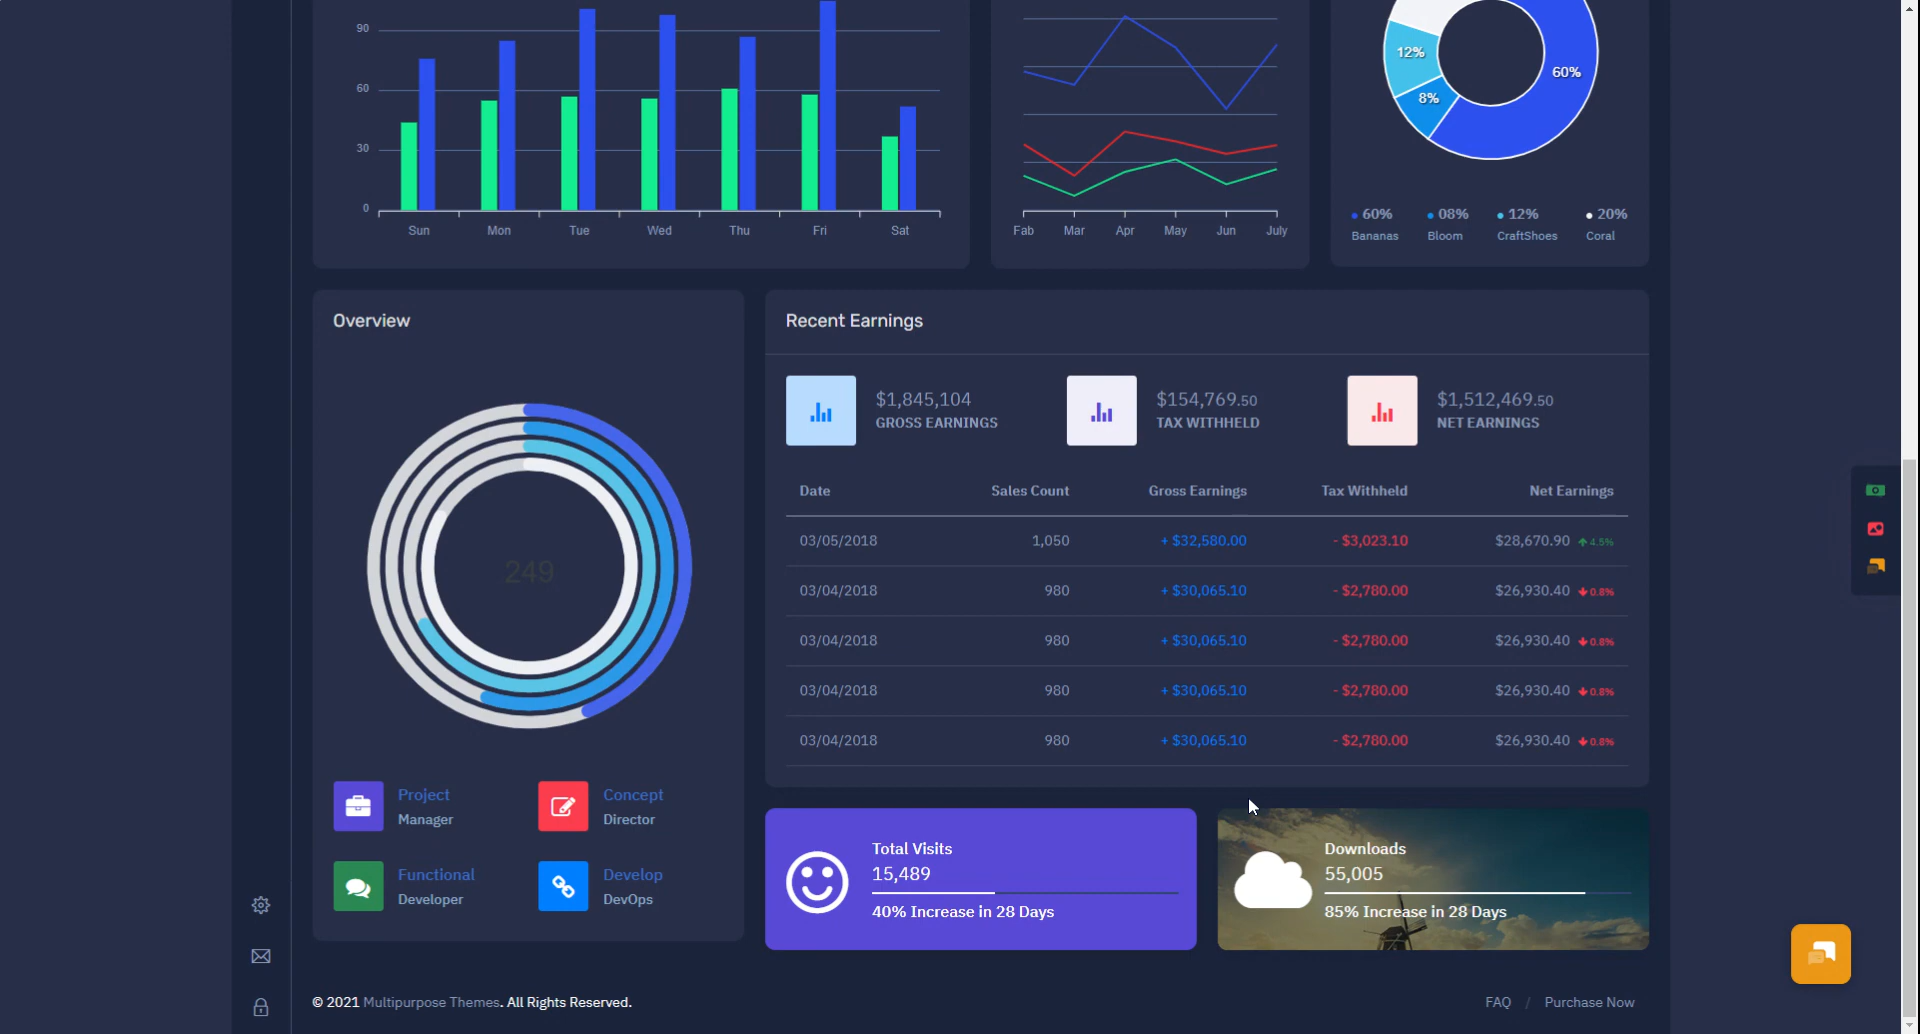 90
60
30
0
Sun Mon Tue Wed Thu Fri Sat
Fab Mar Apr May Jun July
12%
60%
8%
60% 08% 12% 20%
Bananas Bloom CraftShoes Coral
Overview
249
Project
Manager
Concept
Director
Functional
Developer
Develop
DevOps
Recent Earnings
$1,845,104
GROSS EARNINGS
$154,769.50
TAX WITHHELD
$1,512,469.50
NET EARNINGS
Date Sales Count Gross Earnings Tax Withheld Net Earnings
03/05/2018 1,050 + $32,580.00 - $3,023.10 $28,670.90 4.5%
03/04/2018 980 + $30,065.10 - $2,780.00 $26,930.40 0.8%
03/04/2018 980 + $30,065.10 - $2,780.00 $26,930.40 0.8%
03/04/2018 980 + $30,065.10 - $2,780.00 $26,930.40 0.8%
03/04/2018 980 + $30,065.10 - $2,780.00 $26,930.40 0.8%
Total Visits
15,489
40% Increase in 28 Days
Downloads
55,005
85% Increase in 28 Days
© 2021 Multipurpose Themes. All Rights Reserved.
FAQ / Purchase Now